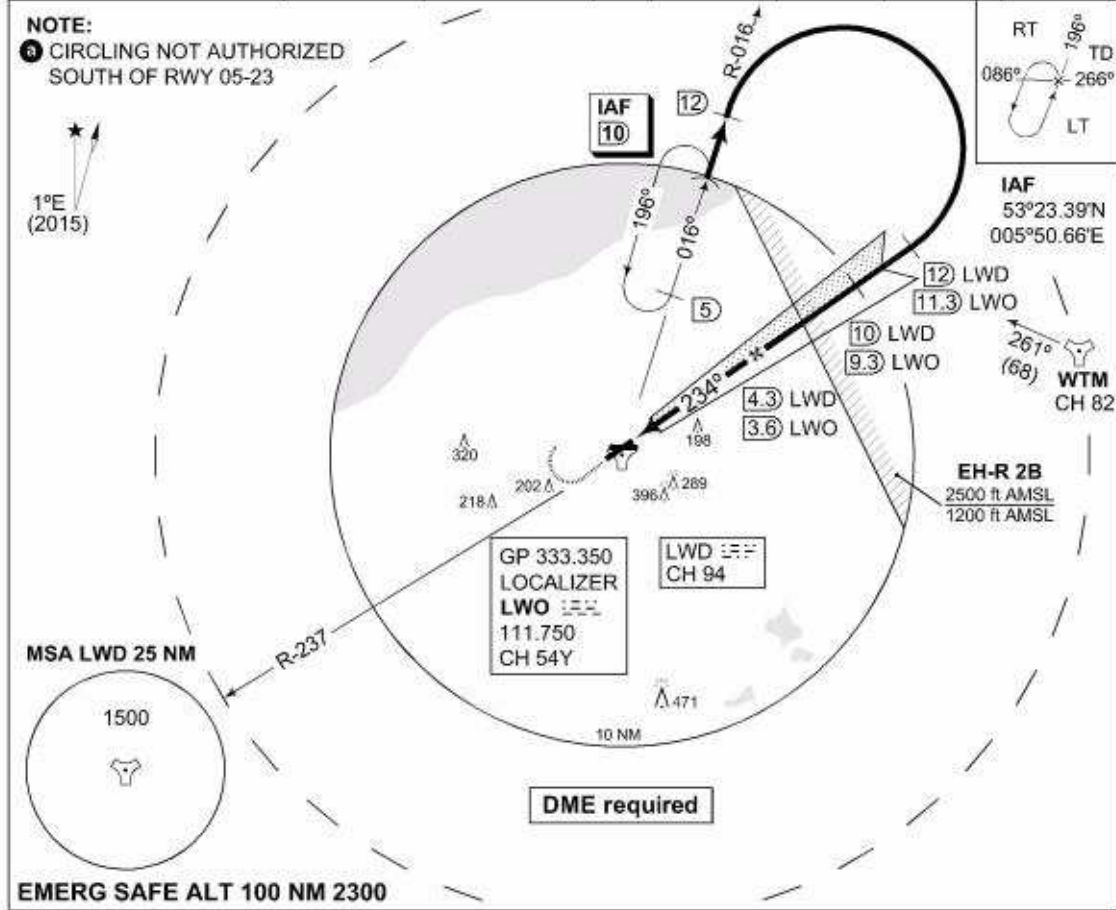 NOTE:
a CIRCLING NOT AUTHORIZED
SOUTH OF RWY 05-23
1ºE
(2015)
IAF
10
12
R-016
RT
196º
TD
086º
266º
LT
IAF
53º23.39'N
005º50.66'E
196º
016º
5
12 LWD
11.3 LWO
10 LWD
9.3 LWO
261º
(68)
WTM
CH 82
234º
4.3 LWD
3.6 LWO
198
320
202
218
396
289
EH-R 2B
2500 ft AMSL
1200 ft AMSL
GP 333.350
LOCALIZER
LWO
111.750
CH 54Y
LWD
CH 94
R-237
MSA LWD 25 NM
1500
471
10 NM
DME required
EMERG SAFE ALT 100 NM 2300